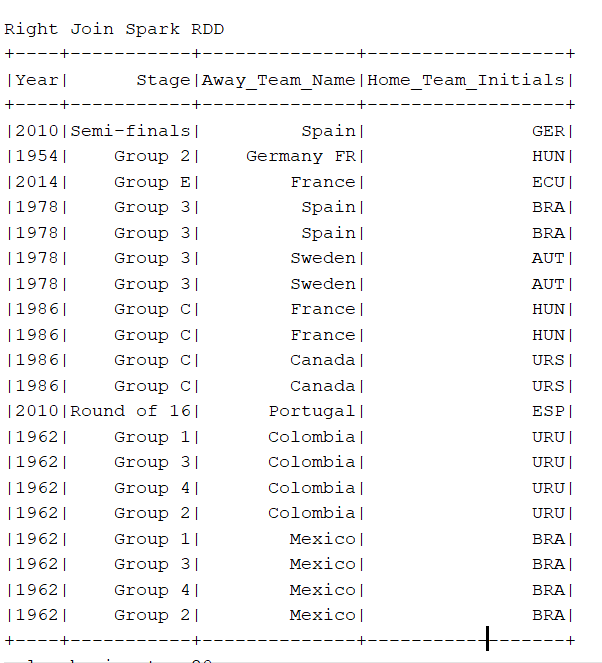 Right Join Spark RDD
+----+------------+--------------+------------------+
|Year|       Stage|Away_Team_Name|Home_Team_Initials|
+----+------------+--------------+------------------+
|2010| Semi-finals|         Spain|               GER|
|1954|     Group 2|    Germany FR|               HUN|
|2014|     Group E|        France|               ECU|
|1978|     Group 3|         Spain|               BRA|
|1978|     Group 3|         Spain|               BRA|
|1978|     Group 3|        Sweden|               AUT|
|1978|     Group 3|        Sweden|               AUT|
|1986|     Group C|        France|               HUN|
|1986|     Group C|        France|               HUN|
|1986|     Group C|        Canada|               URS|
|1986|     Group C|        Canada|               URS|
|2010|Round of 16|      Portugal|               ESP|
|1962|     Group 1|      Colombia|               URU|
|1962|     Group 3|      Colombia|               URU|
|1962|     Group 4|      Colombia|               URU|
|1962|     Group 2|      Colombia|               URU|
|1962|     Group 1|        Mexico|               BRA|
|1962|     Group 3|        Mexico|               BRA|
|1962|     Group 4|        Mexico|               BRA|
|1962|     Group 2|        Mexico|               BRA|
+----+------------+--------------+------------------+